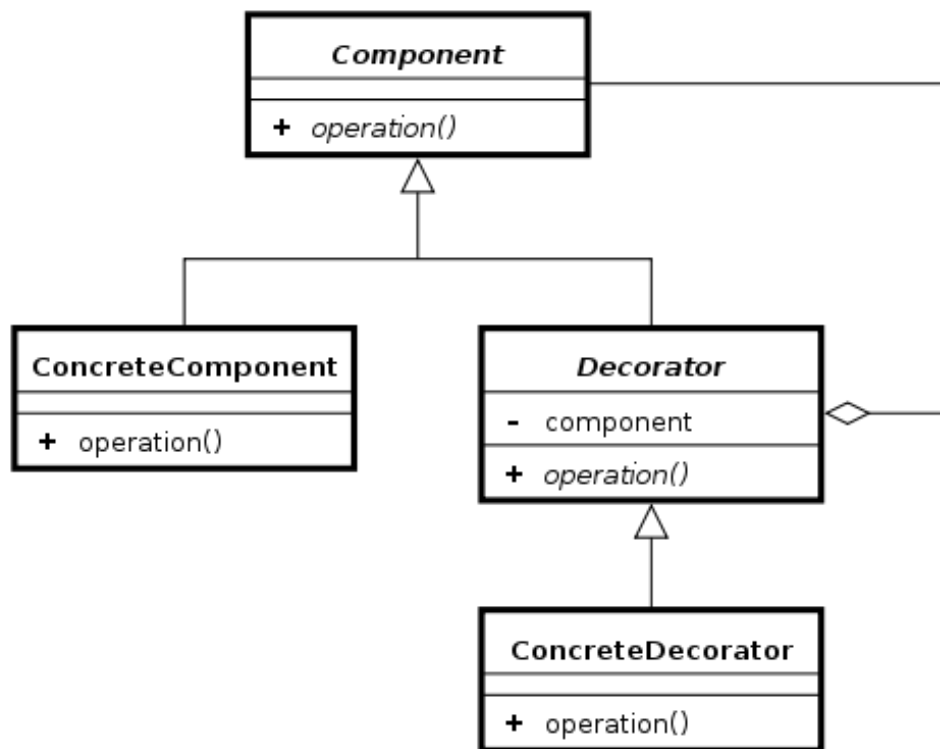 Component
+ operation()
ConcreteComponent
+ operation()
Decorator
- component
+ operation()
ConcreteDecorator
+ operation()